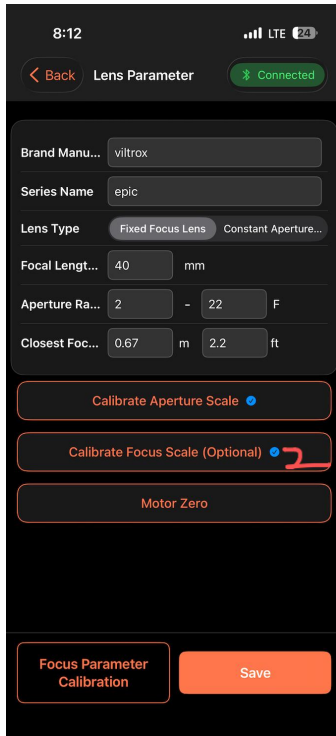 8:12 LTE 24
Back Lens Parameter Connected
Brand Manu... viltrox
Series Name epic
Lens Type Fixed Focus Lens Constant Aperture...
Focal Lengt... 40 mm
Aperture Ra... 2 - 22 F
Closest Foc... 0.67 m 2.2 ft
Calibrate Aperture Scale
Calibrate Focus Scale (Optional) 2
Motor Zero
Focus Parameter
Calibration
Save